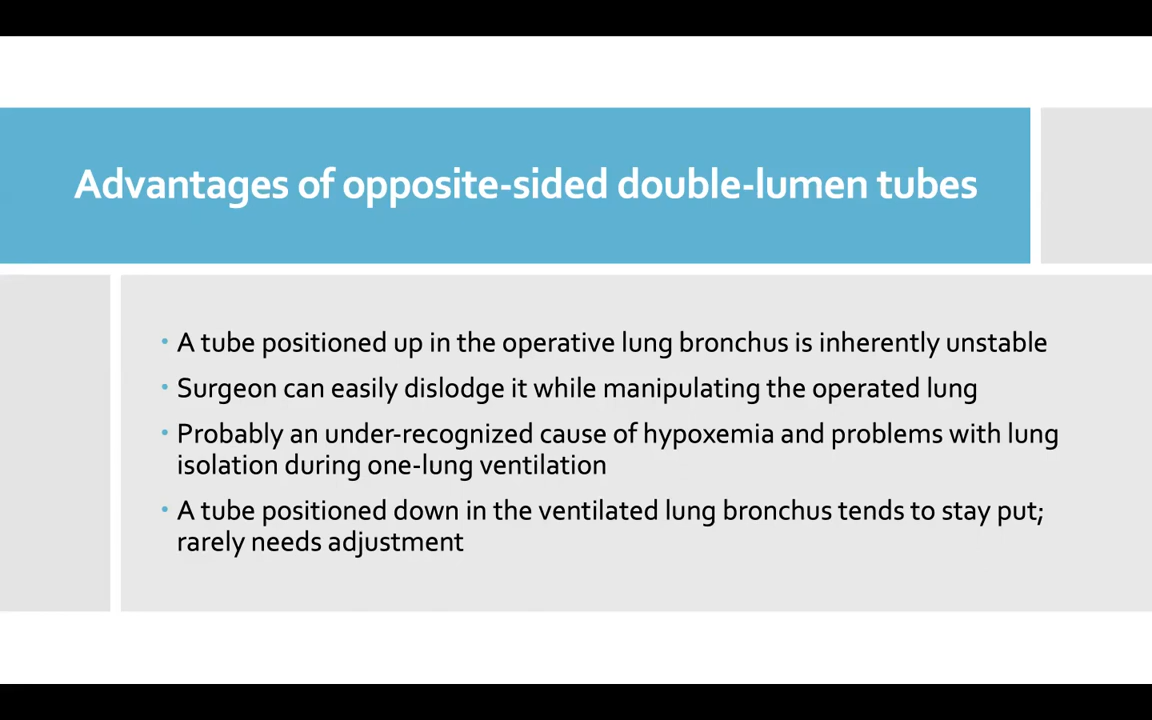 Advantages of opposite-sided double-lumen tubes
• A tube positioned up in the operative lung bronchus is inherently unstable
• Surgeon can easily dislodge it while manipulating the operated lung
• Probably an under-recognized cause of hypoxemia and problems with lung
isolation during one-lung ventilation
• A tube positioned down in the ventilated lung bronchus tends to stay put;
rarely needs adjustment